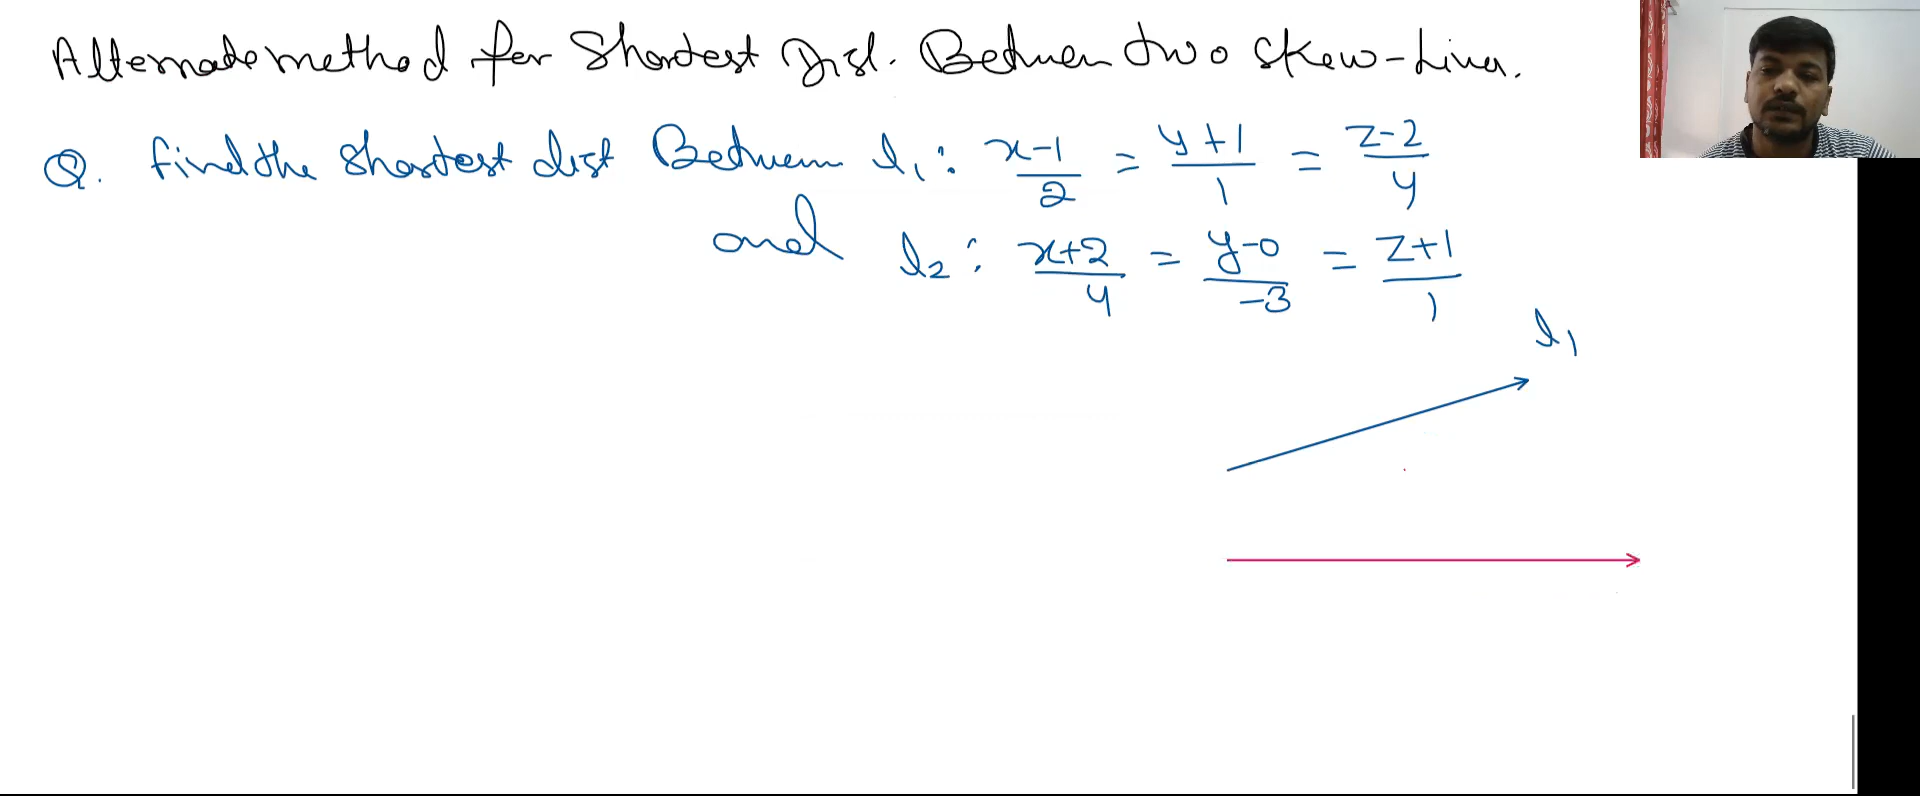 Alternate method for Shortest Dist. Between two Skew-Lines.
Q. find the Shortest dist Between l₁: (x-1)/2 = (y+1)/1 = (z-2)/4
and l₂: (x+2)/4 = (y-0)/-3 = (z+1)/1
l₁